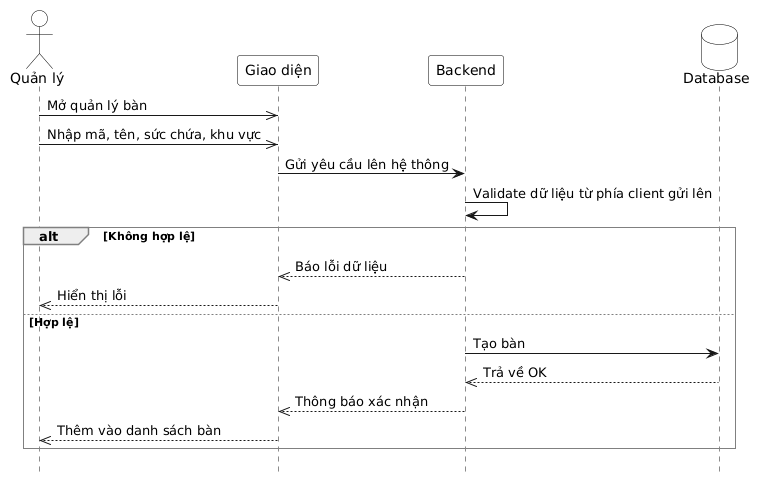 Quản lý
Giao diện
Backend
Database
Mở quản lý bàn
Nhập mã, tên, sức chứa, khu vực
Gửi yêu cầu lên hệ thông
Validate dữ liệu từ phía client gửi lên
alt [Không hợp lệ]
Báo lỗi dữ liệu
Hiển thị lỗi
[Hợp lệ]
Tạo bàn
Trả về OK
Thông báo xác nhận
Thêm vào danh sách bàn